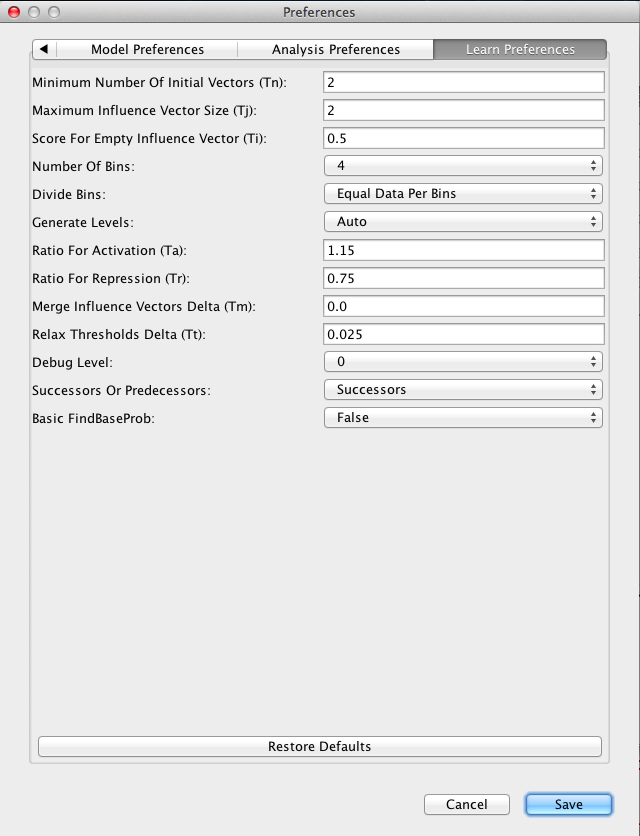 Preferences
Model Preferences Analysis Preferences Learn Preferences
Minimum Number Of Initial Vectors (Tn): 2
Maximum Influence Vector Size (Tj): 2
Score For Empty Influence Vector (Ti): 0.5
Number Of Bins: 4
Divide Bins: Equal Data Per Bins
Generate Levels: Auto
Ratio For Activation (Ta): 1.15
Ratio For Repression (Tr): 0.75
Merge Influence Vectors Delta (Tm): 0.0
Relax Thresholds Delta (Tt): 0.025
Debug Level: 0
Successors Or Predecessors: Successors
Basic FindBaseProb: False
Restore Defaults
Cancel Save